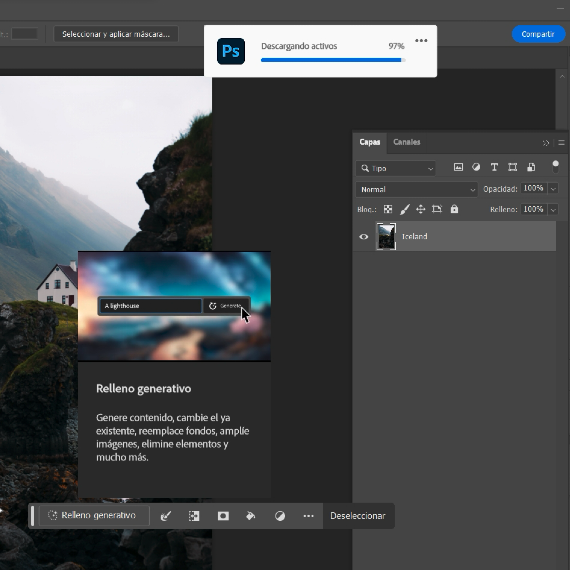 Seleccionar y aplicar máscara...
Ps
Descargando activos 97%
Compartir
Capas Canales
Tipo
Normal Opacidad: 100%
Bloq.: Relleno: 100%
Iceland
A lighthouse Generate
Relleno generativo
Genere contenido, cambie el ya
existente, reemplace fondos, amplíe
imágenes, elimine elementos y
mucho más.
Relleno generativo Deseleccionar